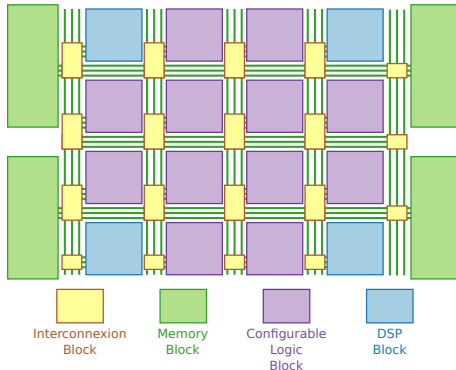 Interconnexion
Block
Memory
Block
Configurable
Logic
Block
DSP
Block